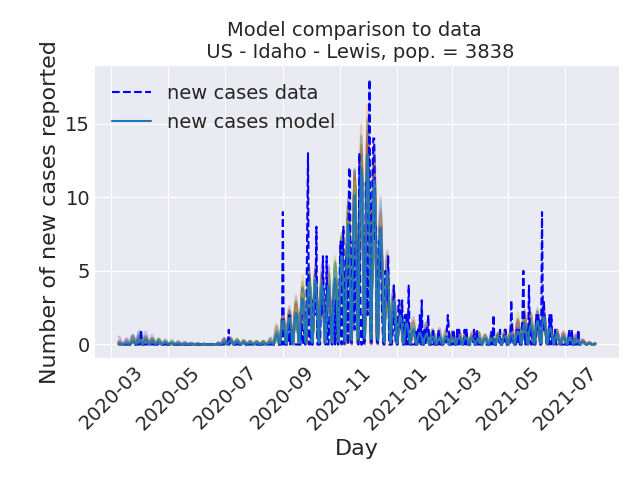 Model comparison to data
US - Idaho - Lewis, pop. = 3838
Number of new cases reported
15
10
5
0
new cases data
new cases model
2020-03
2020-05
2020-07
2020-09
2020-11
2021-01
2021-03
2021-05
2021-07
Day